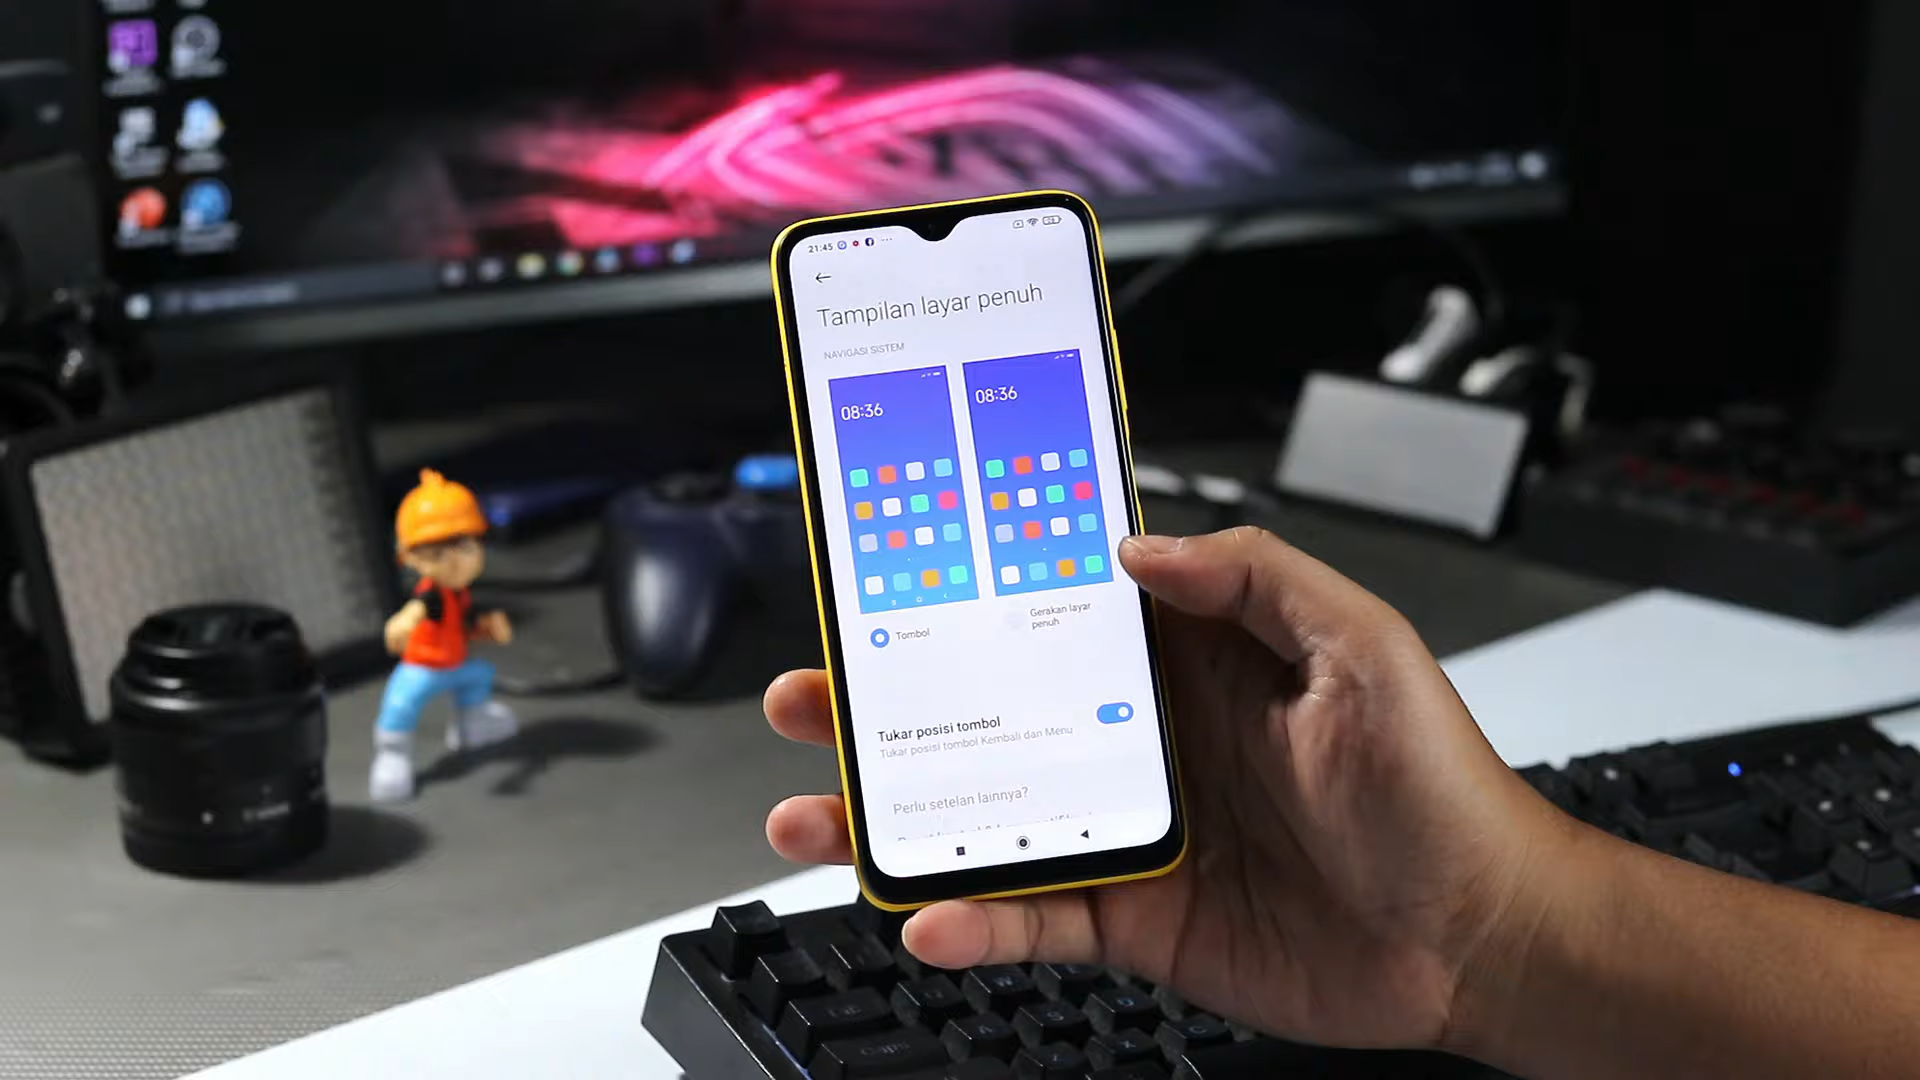 21:45
Tampilan layar penuh
NAVIGASI SISTEM
08:36
08:36
Tombol
Gerakan layar
penuh
Tukar posisi tombol
Tukar posisi tombol Kembali dan Menu
Perlu setelan lainnya?
W
A
S
D
X
C
Caps